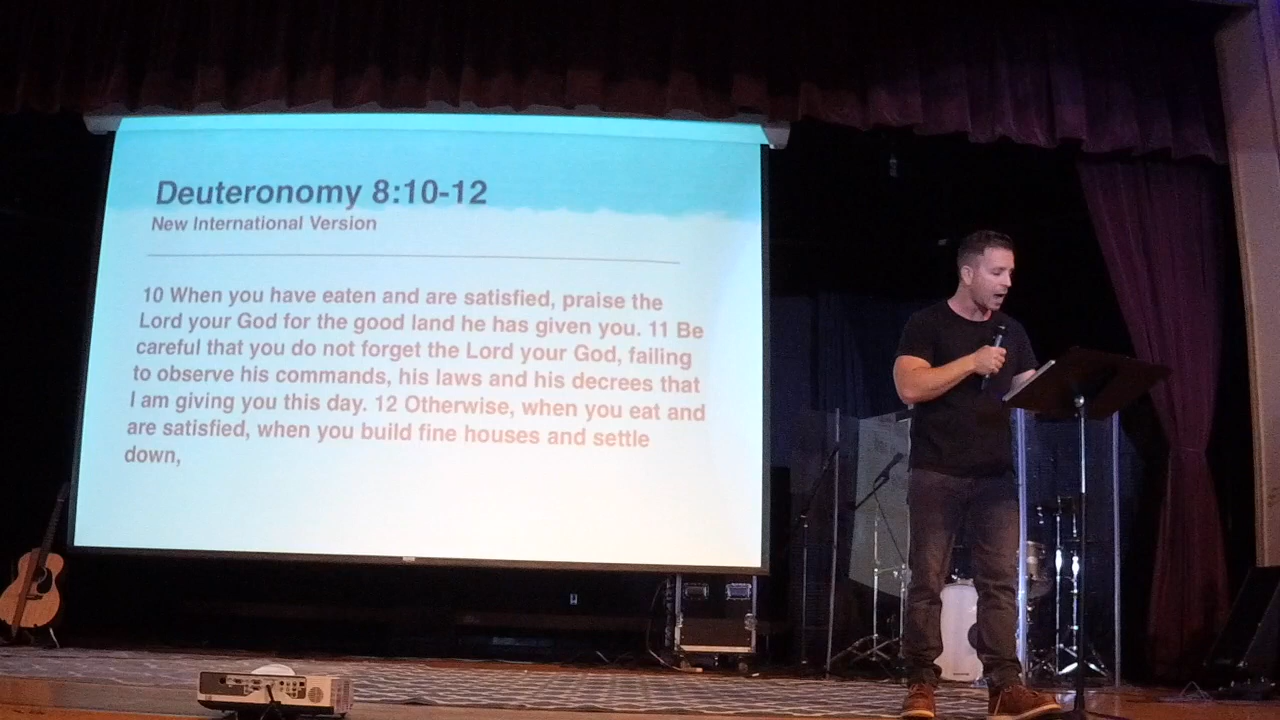 Deuteronomy 8:10-12
New International Version
10 When you have eaten and are satisfied, praise the
Lord your God for the good land he has given you. 11 Be
careful that you do not forget the Lord your God, failing
to observe his commands, his laws and his decrees that
I am giving you this day. 12 Otherwise, when you eat and
are satisfied, when you build fine houses and settle
down,